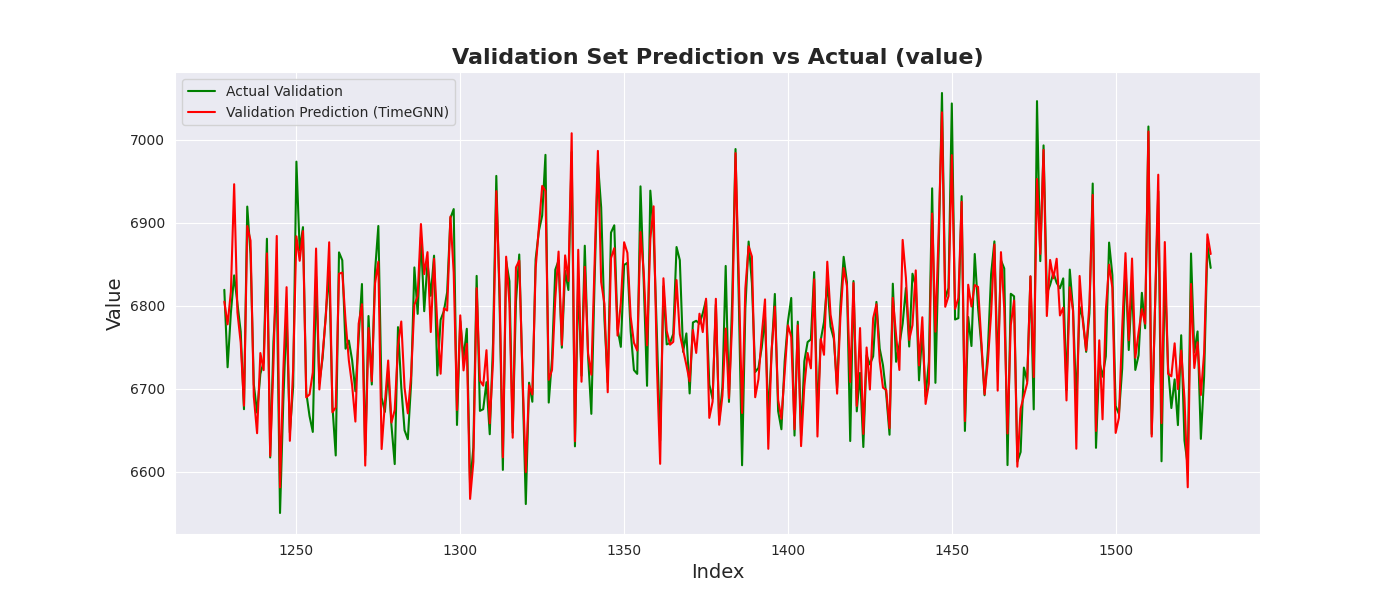 Validation Set Prediction vs Actual (value)
Actual Validation
Validation Prediction (TimeGNN)
Value
7000
6900
6800
6700
6600
1250
1300
1350
1400
1450
1500
Index